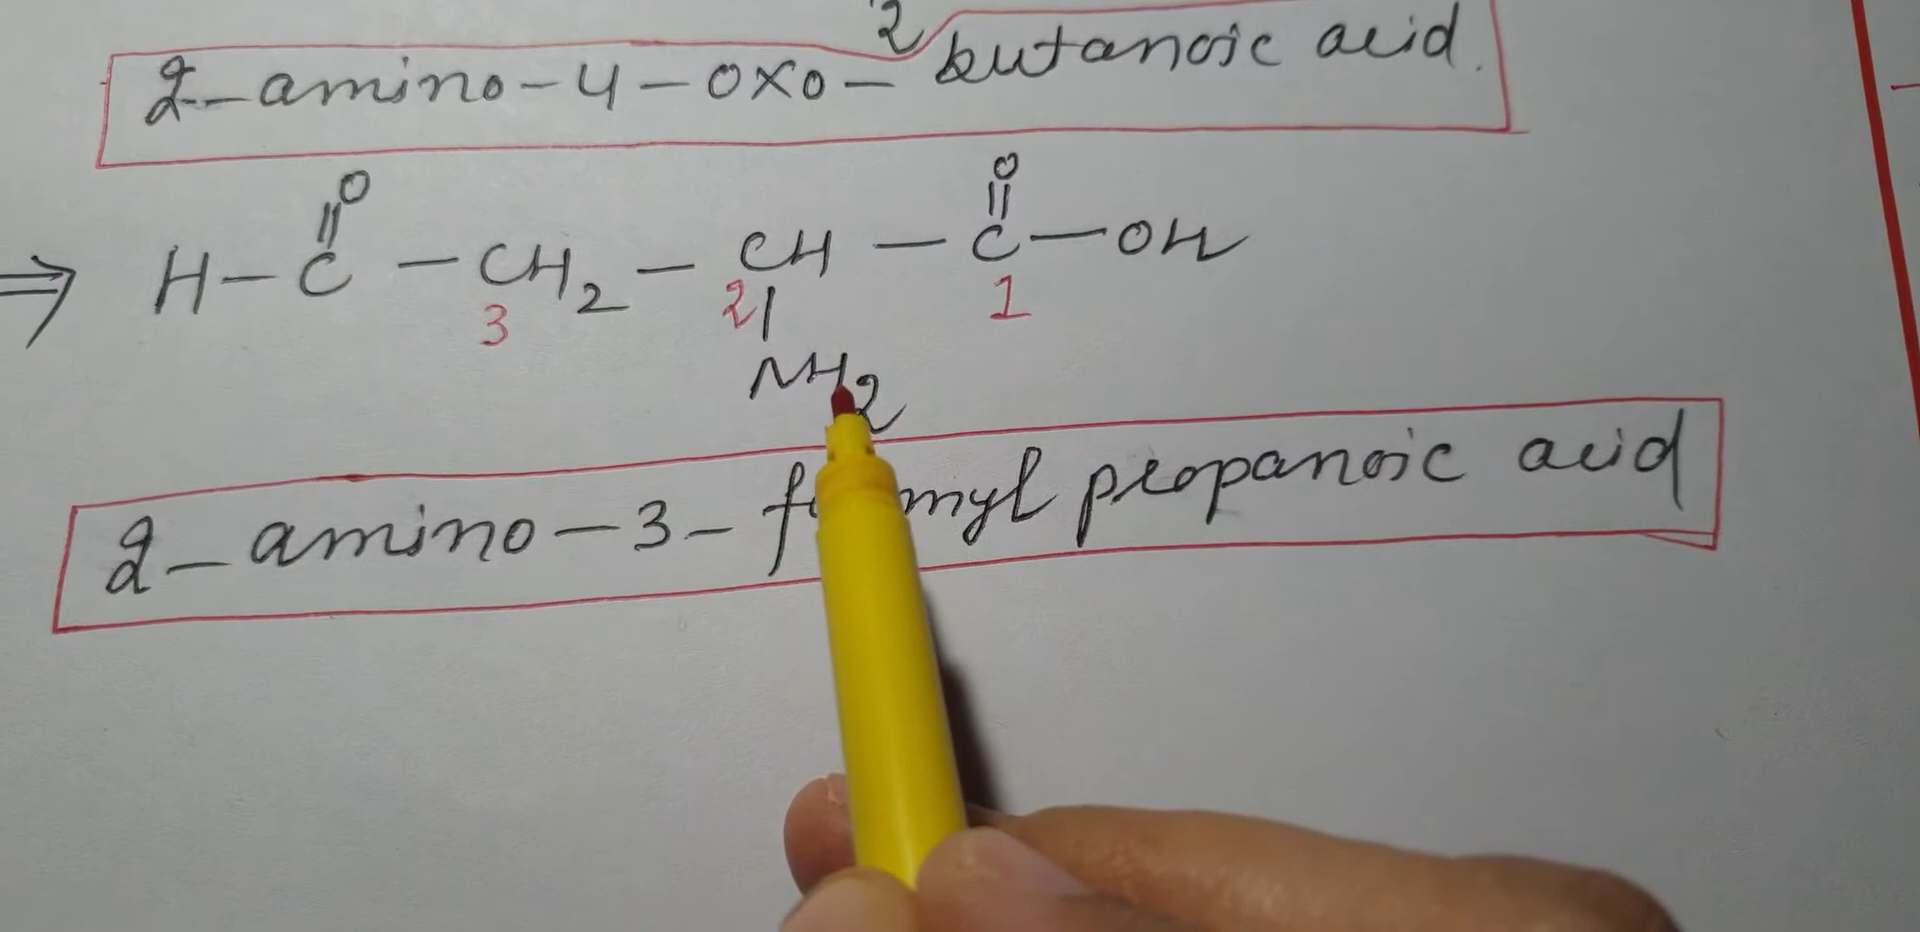 2
2-amino-4-oxo-butanoic acid.
O O
⇒ H-C-CH2-CH-C-OH
3 2 1
NH2
2-amino-3-formyl propanoic acid